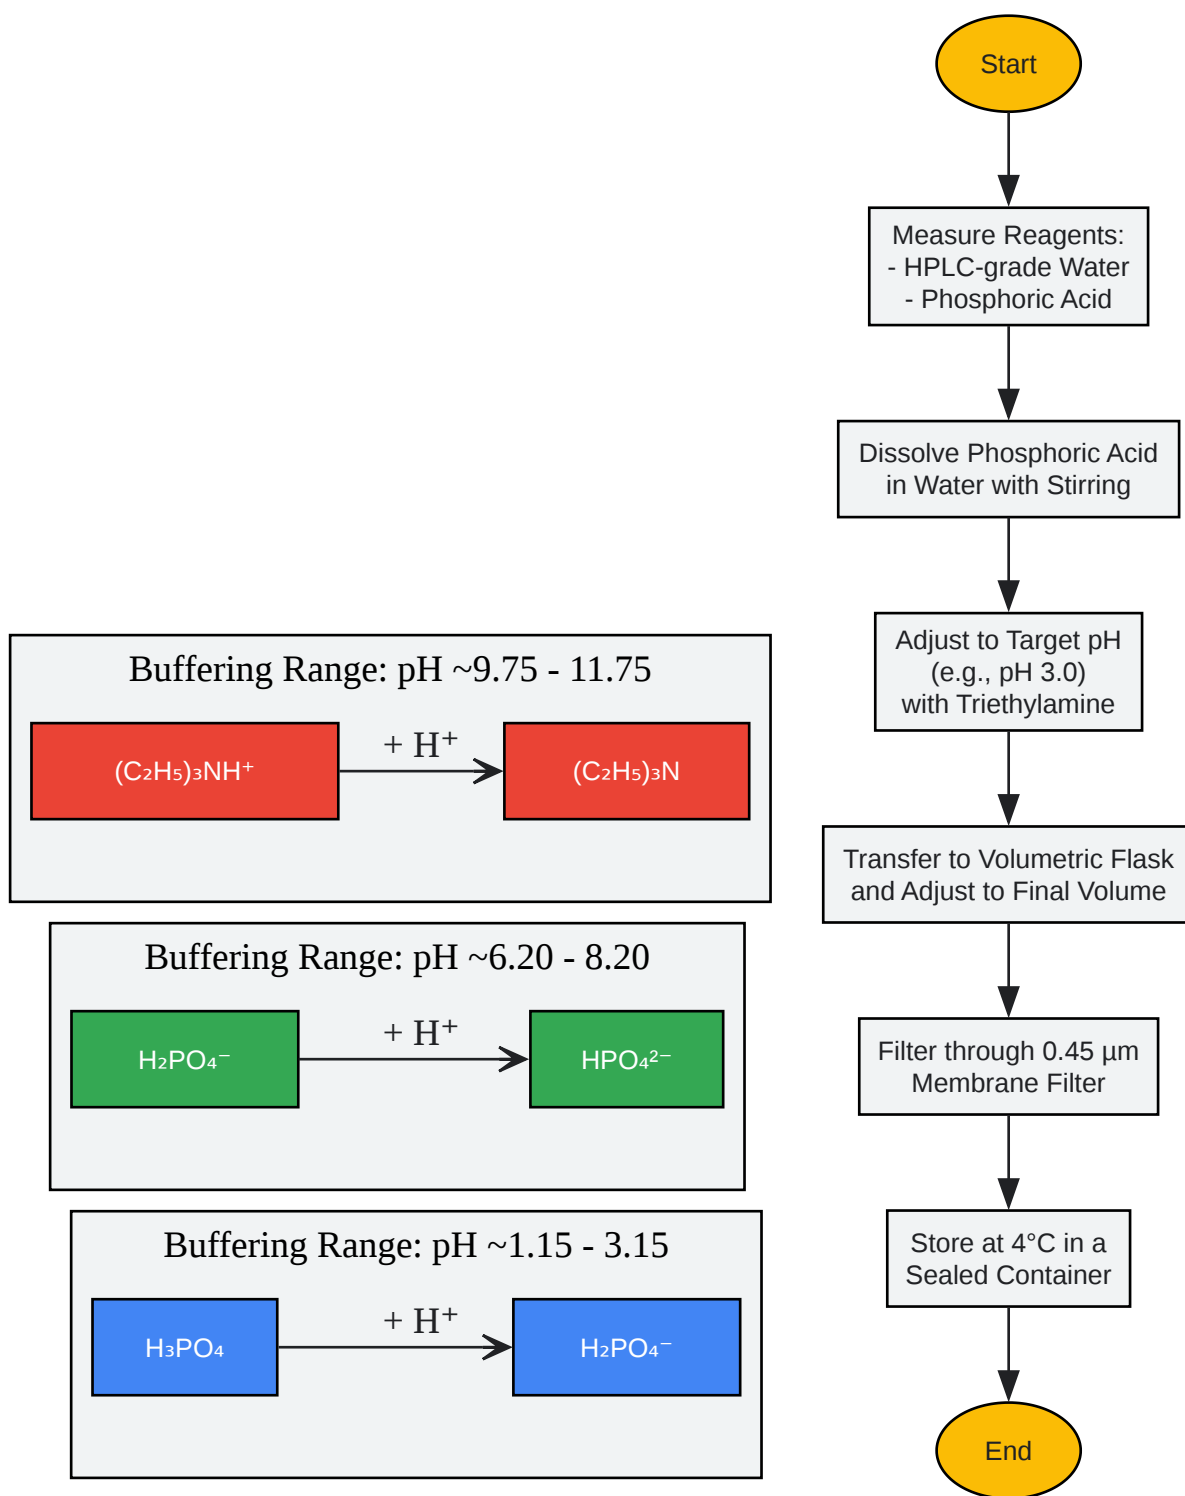 Start
Measure Reagents:
- HPLC-grade Water
- Phosphoric Acid
Dissolve Phosphoric Acid
in Water with Stirring
Adjust to Target pH
(e.g., pH 3.0)
with Triethylamine
Transfer to Volumetric Flask
and Adjust to Final Volume
Filter through 0.45 µm
Membrane Filter
Store at 4°C in a
Sealed Container
End
Buffering Range: pH ~9.75 - 11.75
(C₂H₅)₃NH⁺
+ H⁺
(C₂H₅)₃N
Buffering Range: pH ~6.20 - 8.20
H₂PO₄⁻
+ H⁺
HPO₄²⁻
Buffering Range: pH ~1.15 - 3.15
H₃PO₄
+ H⁺
H₂PO₄⁻